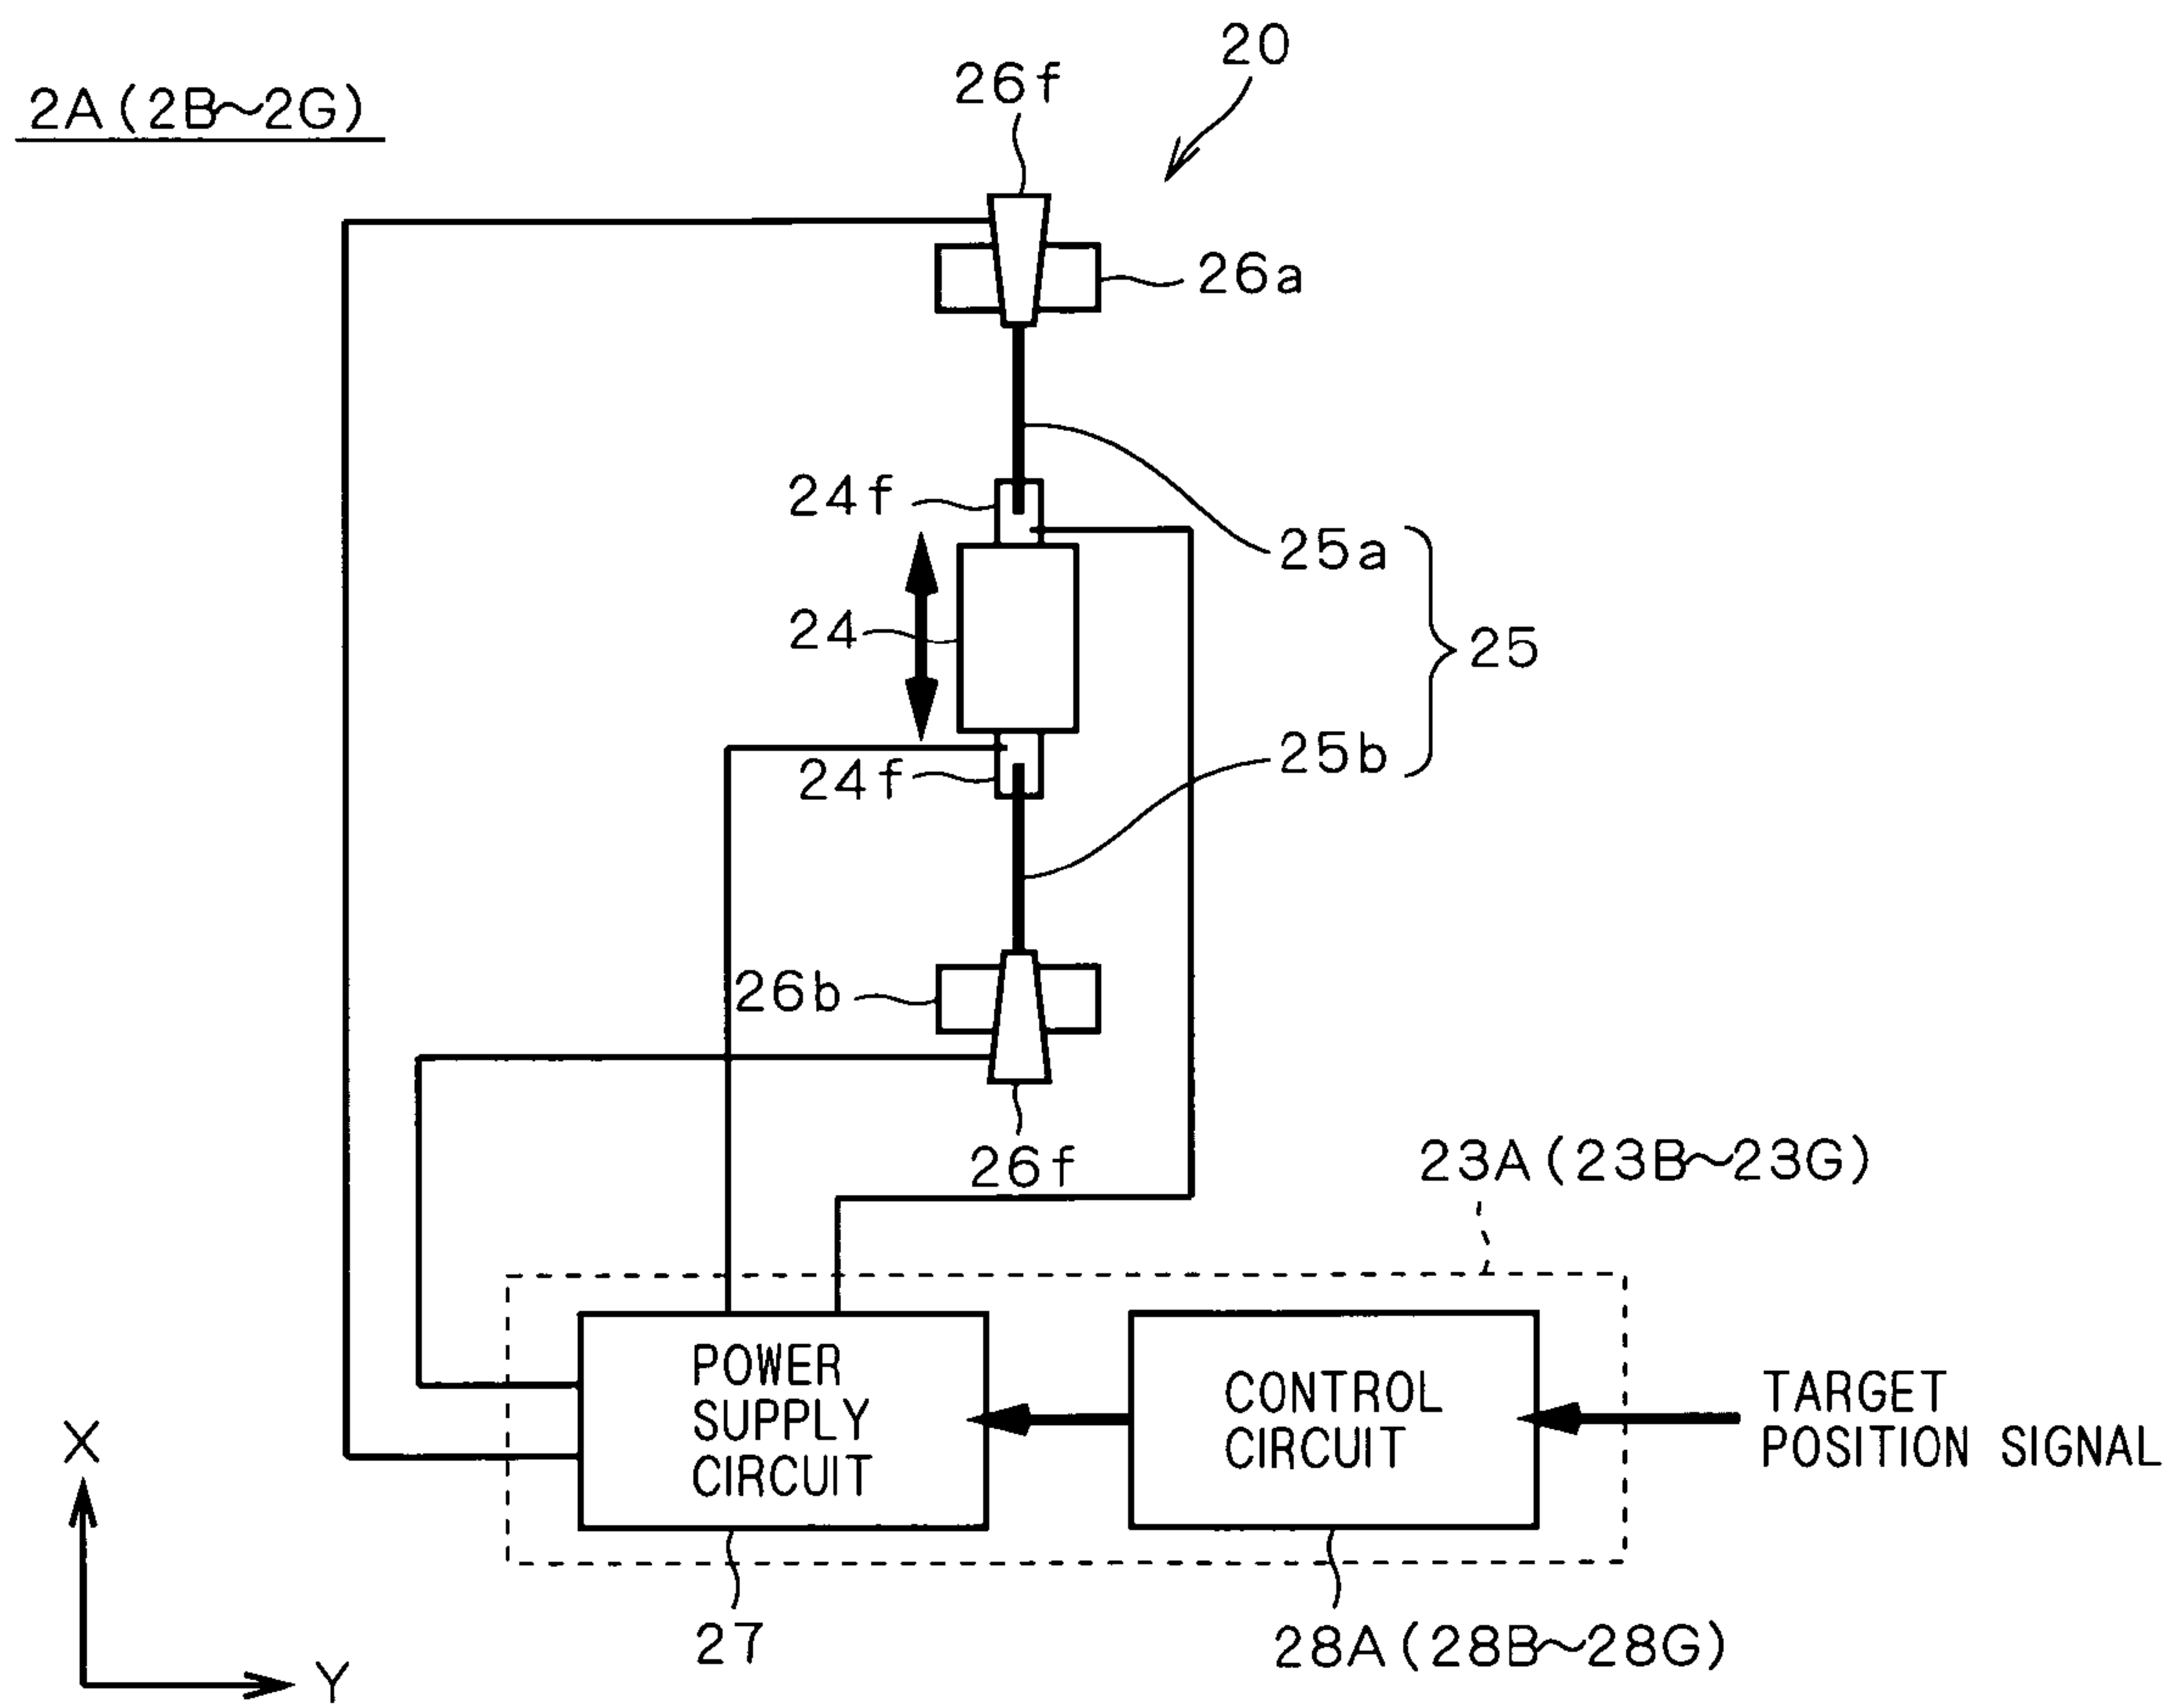 20
26f
2A(2B~2G)
26a
24f
25a
24
25
25b
24f
26b
26f
23A(23B~23G)
POWER
SUPPLY
CIRCUIT
CONTROL
CIRCUIT
TARGET
POSITION SIGNAL
X
27
28A(28B~28G)
Y